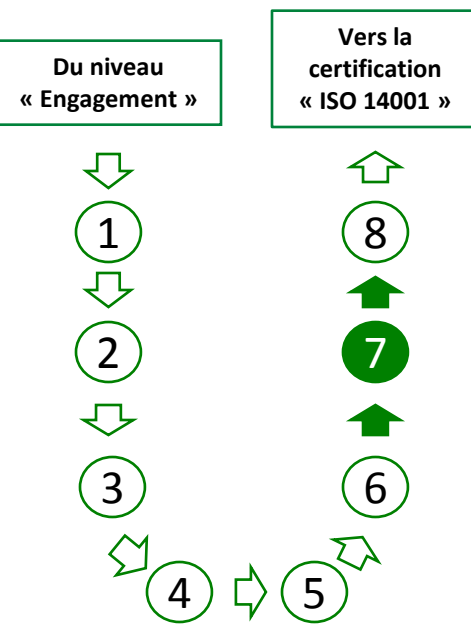 Du niveau
« Engagement »
Vers la
certification
« ISO 14001 »
1
2
3
4
5
6
7
8